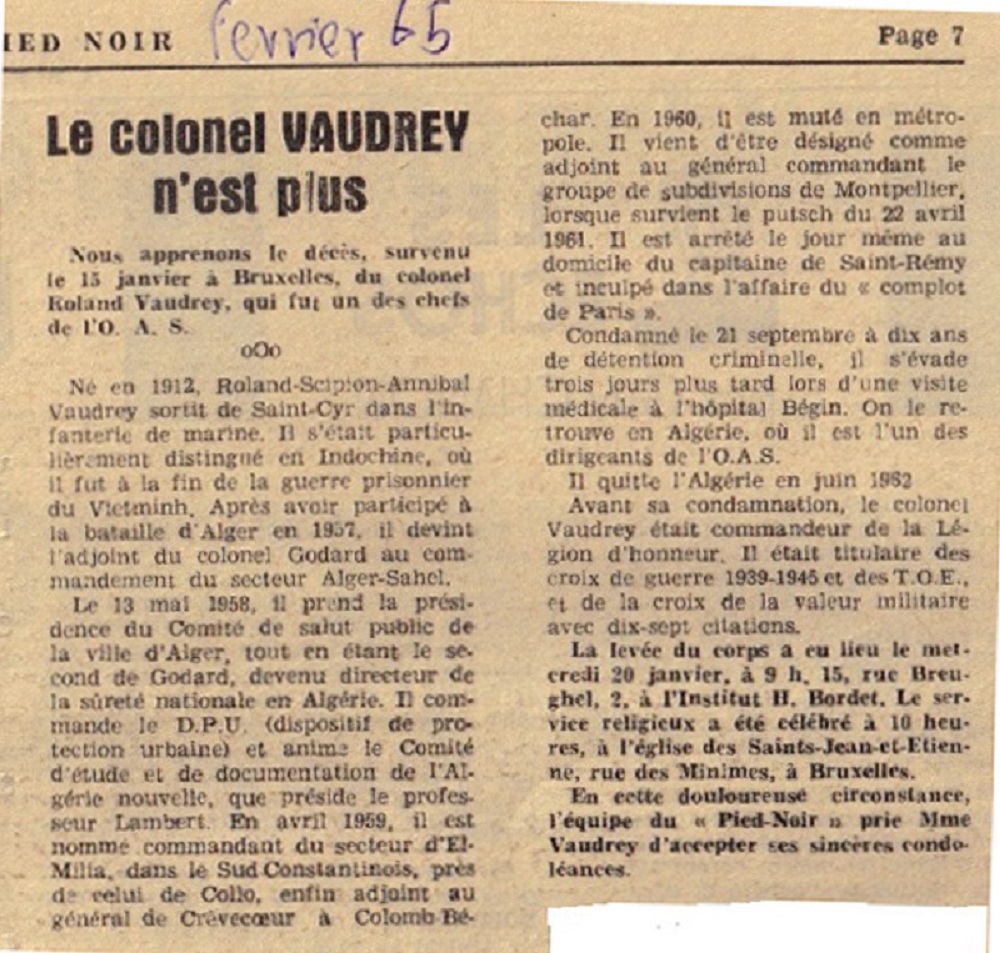 IED NOIR
fevrier 65
Page 7
Le colonel VAUDREY
n'est plus
Nous apprenons le décès, survenu
le 15 janvier à Bruxelles, du colonel
Roland Vaudrey, qui fut un des chefs
de l'O. A. S.
oOo
Né en 1912, Roland-Scipion-Annibal
Vaudrey sortit de Saint-Cyr dans l'in-
fanterie de marine. Il s'était particu-
lièrement distingué en Indochine, où
il fut à la fin de la guerre prisonnier
du Vietminh. Après avoir participé à
la bataille d'Alger en 1957, il devint
l'adjoint du colonel Godard au com-
mandement du secteur Alger-Sahel.
Le 13 mai 1958, il prend la prési-
dence du Comité de salut public de
la ville d'Alger, tout en étant le se-
cond de Godard, devenu directeur de
la sûreté nationale en Algérie. Il com-
mande le D.P.U. (dispositif de pro-
tection urbaine) et anime le Comité
d'étude et de documentation de l'Al-
gérie nouvelle, que préside le profes-
seur Lambert. En avril 1959, il est
nommé commandant du secteur d'El-
Milia, dans le Sud Constantinois, près
de celui de Collo, enfin adjoint au
général de Crèvecœur à Colomb-Bé-
char. En 1960, il est muté en métro-
pole. Il vient d'être désigné comme
adjoint au général commandant le
groupe de subdivisions de Montpellier,
lorsque survient le putsch du 22 avril
1961. Il est arrêté le jour même au
domicile du capitaine de Saint-Rémy
et inculpé dans l'affaire du « complot
de Paris ».
Condamné le 21 septembre à dix ans
de détention criminelle, il s'évade
trois jours plus tard lors d'une visite
médicale à l'hôpital Bégin. On le re-
trouve en Algérie, où il est l'un des
dirigeants de l'O.A.S.
Il quitte l'Algérie en juin 1962
Avant sa condamnation, le colonel
Vaudrey était commandeur de la Lé-
gion d'honneur. Il était titulaire des
croix de guerre 1939-1945 et des T.O.E.,
et de la croix de la valeur militaire
avec dix-sept citations.
La levée du corps a eu lieu le mer-
credi 20 janvier, à 9 h. 15, rue Breu-
ghel, 2, à l'Institut H. Bordet. Le ser-
vice religieux a été célébré à 10 heu-
res, à l'église des Saints-Jean-et-Etien-
ne, rue des Minimes, à Bruxelles.
En cette douloureuse circonstance,
l'équipe du « Pied-Noir » prie Mme
Vaudrey d'accepter ses sincères condo-
léances.